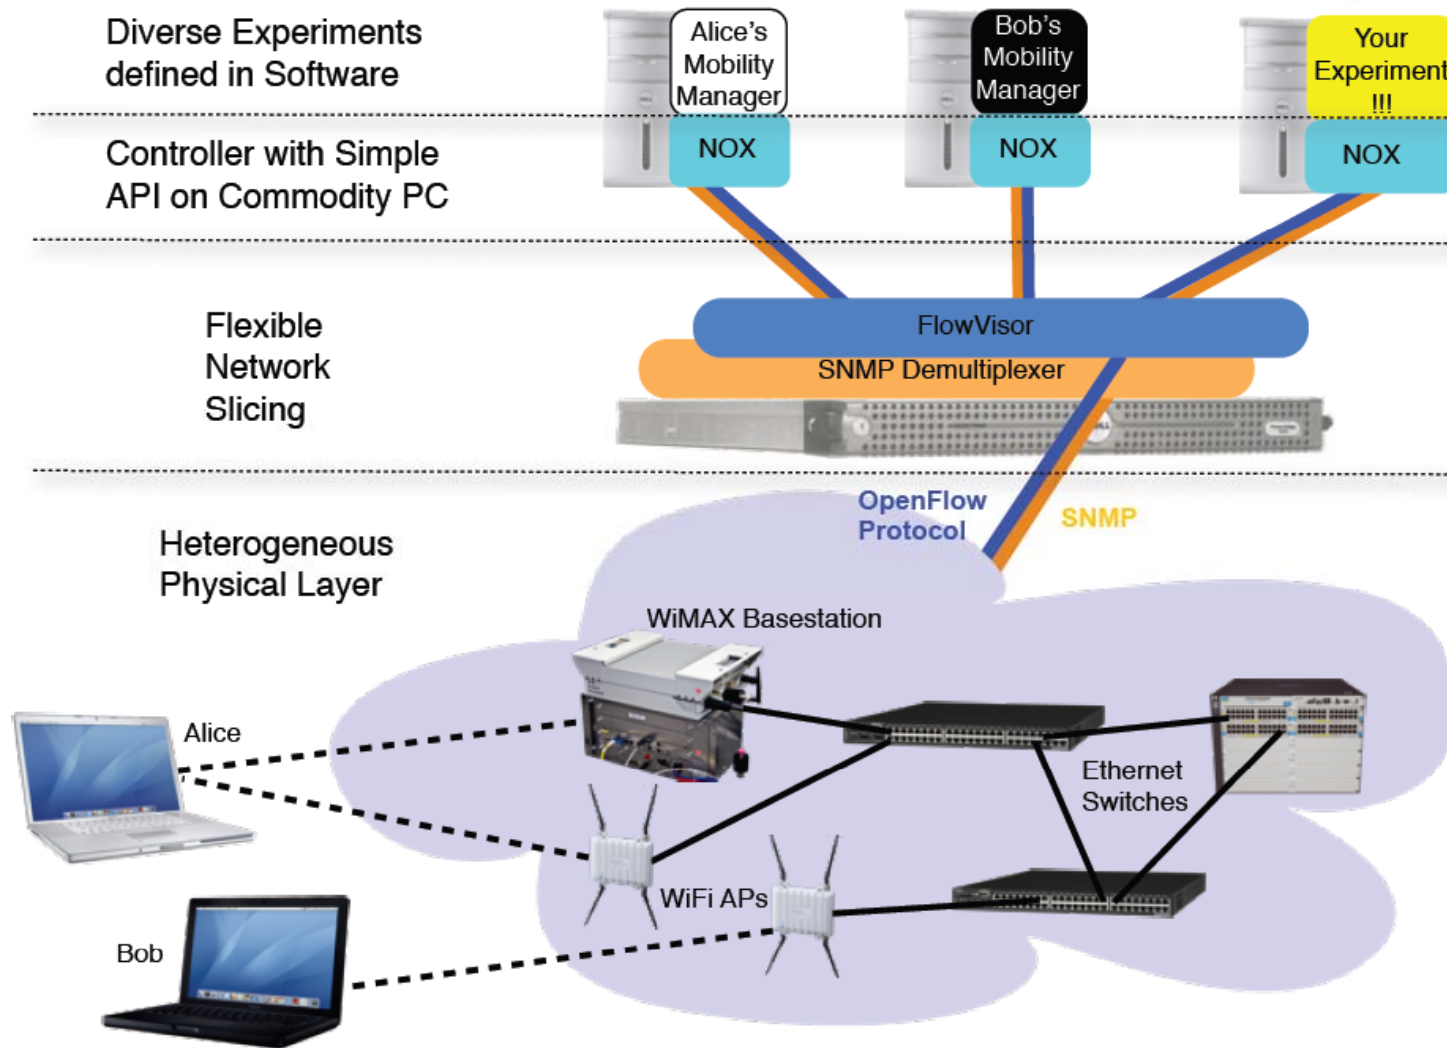 Diverse Experiments
defined in Software
Alice's
Mobility
Manager
Bob's
Mobility
Manager
Your
Experiment
!!!
Controller with Simple
API on Commodity PC
NOX
NOX
NOX
Flexible
Network
Slicing
FlowVisor
SNMP Demultiplexer
DELL
OpenFlow
Protocol
SNMP
Heterogeneous
Physical Layer
WiMAX Basestation
Alice
Ethernet
Switches
WiFi APs
Bob